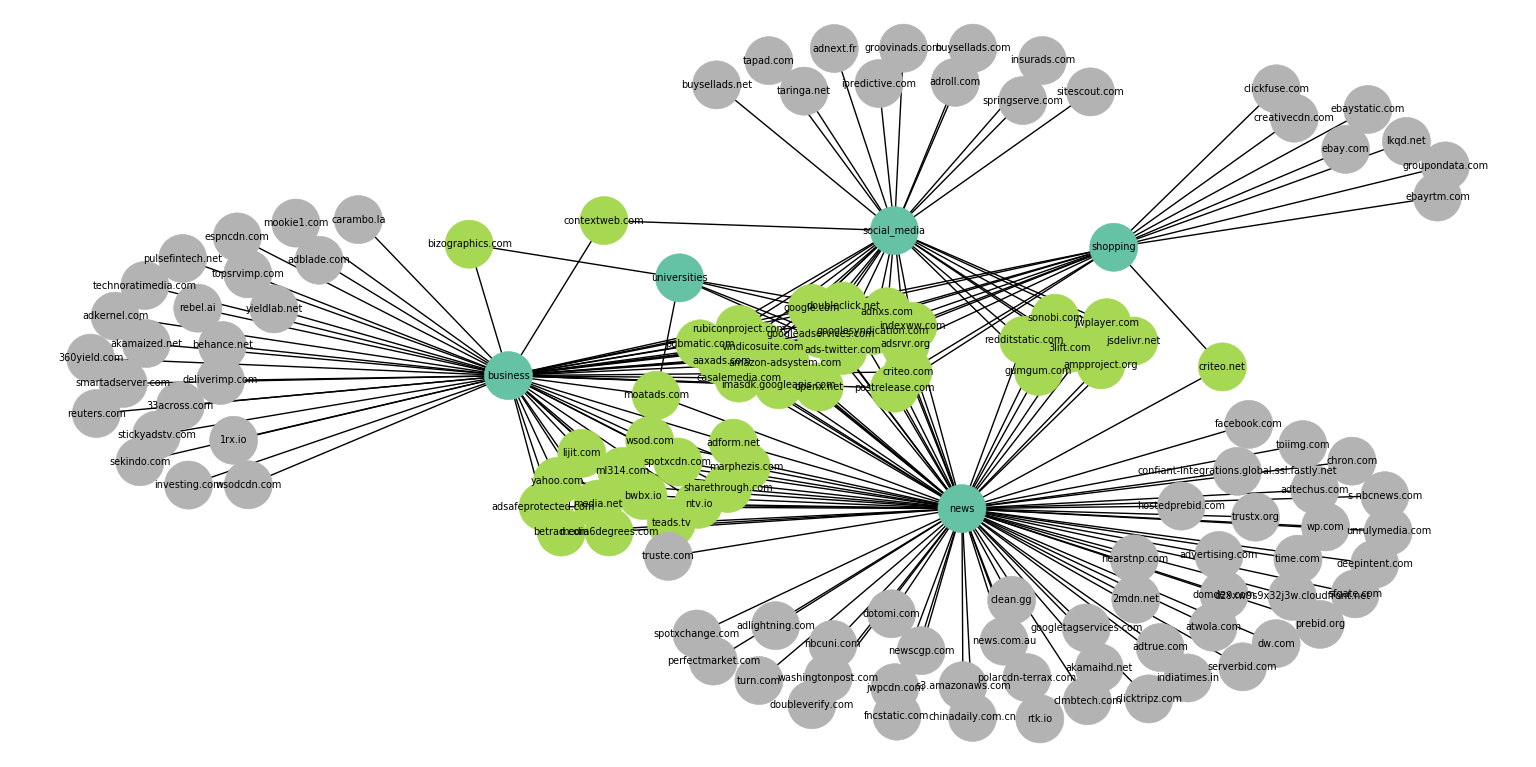 adnext.fr
groovinads.com
buysellads.com
tapad.com
insurads.com
buysellads.net
taringa.net
ipredictive.com
adroll.com
springserve.com
sitescout.com
clickfuse.com
creativecdn.com
ebaystatic.com
ebay.com
lkqd.net
groupondata.com
ebayrtm.com
carambo.la
mookie1.com
espncdn.com
adblade.com
pulsefintech.net
topsrvimp.com
technoratimedia.com
rebel.ai
yieldlab.net
adkernel.com
akamaized.net
behance.net
360yield.com
smartadserver.com
deliverimp.com
reuters.com
33across.com
stickyadstv.com
1rx.io
sekindo.com
investing.com
wsodcdn.com
contextweb.com
bizographics.com
social_media
shopping
universities
business
google.com
doubleclick.net
adnxs.com
rubiconproject.com
googleadservices.com
googlesyndication.com
indexww.com
pubmatic.com
vindicosuite.com
ads-twitter.com
adsrvr.org
aaxads.com
amazon-adsystem.com
casalemedia.com
criteo.com
imasdk.googleapis.com
openx.net
postrelease.com
sonobi.com
jwplayer.com
redditstatic.com
3lift.com
jsdelivr.net
gumgum.com
ampproject.org
criteo.net
moatads.com
wsod.com
adform.net
lijit.com
spotxcdn.com
marphezis.com
ml314.com
yahoo.com
sharethrough.com
bwbx.io
adsafeprotected.com
media.net
ntv.io
teads.tv
betrad.com
media6degrees.com
truste.com
news
facebook.com
toiimg.com
chron.com
confiant-integrations.global.ssl.fastly.net
adtechus.com
s-nbcnews.com
hostedprebid.com
trustx.org
wp.com
unrulymedia.com
nearstnp.com
advertising.com
time.com
deepintent.com
2mdn.net
domdex.com
d28xw9s9x32j3w.cloudfront.net
sfgate.com
clean.gg
dotomi.com
googletagservices.com
atwola.com
prebid.org
spotxchange.com
adlightning.com
nbcuni.com
news.com.au
adtrue.com
dw.com
perfectmarket.com
newscgp.com
akamaihd.net
serverbid.com
turn.com
washingtonpost.com
jwpcdn.com
s3.amazonaws.com
polarcdn-terrax.com
indiatimes.in
doubleverify.com
clmbtech.com
clicktripz.com
fncstatic.com
chinadaily.com.cn
rtk.io